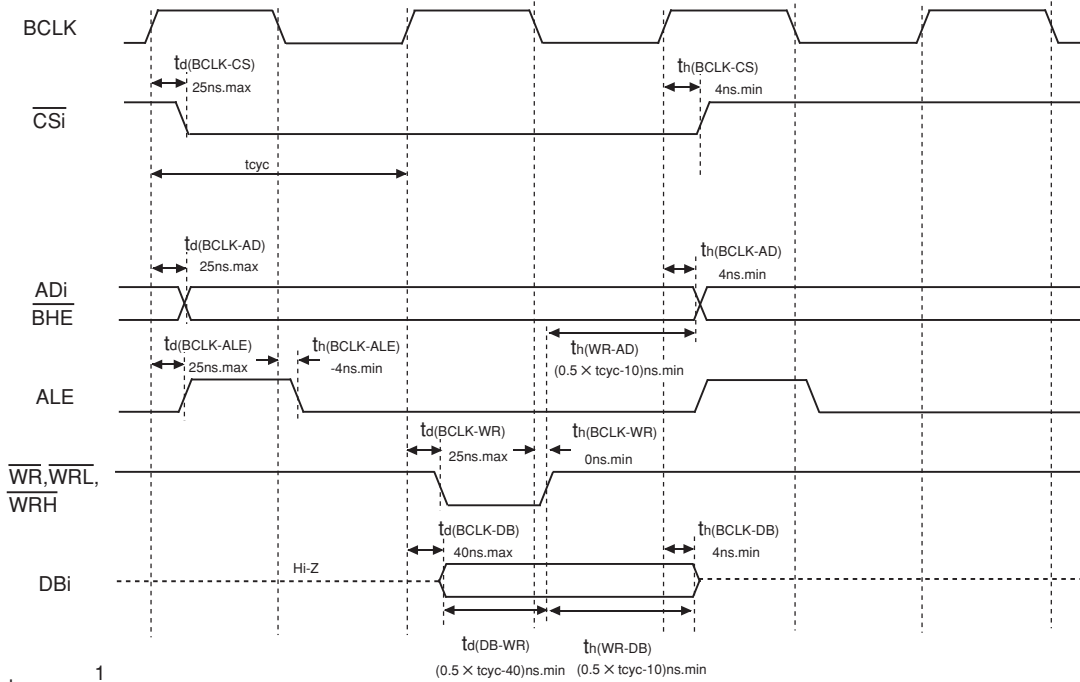 BCLK
td(BCLK-CS)
25ns.max
th(BCLK-CS)
4ns.min
CSi
tcyc
td(BCLK-AD)
25ns.max
th(BCLK-AD)
4ns.min
ADi
BHE
td(BCLK-ALE)
25ns.max
th(BCLK-ALE)
-4ns.min
th(WR-AD)
(0.5 × tcyc-10)ns.min
ALE
td(BCLK-WR)
25ns.max
th(BCLK-WR)
0ns.min
WR,WRL,
WRH
td(BCLK-DB)
40ns.max
th(BCLK-DB)
4ns.min
Hi-Z
DBi
td(DB-WR)
(0.5 × tcyc-40)ns.min
th(WR-DB)
(0.5 × tcyc-10)ns.min
1